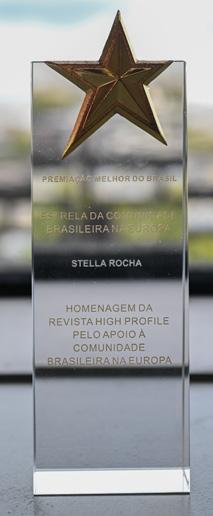 PREMIAÇÃO MELHOR DO BRASIL
ESTRELA DA COMUNIDADE
BRASILEIRA NA EUROPA
STELLA ROCHA
HOMENAGEM DA
REVISTA HIGH PROFILE
PELO APOIO À
COMUNIDADE
BRASILEIRA NA EUROPA